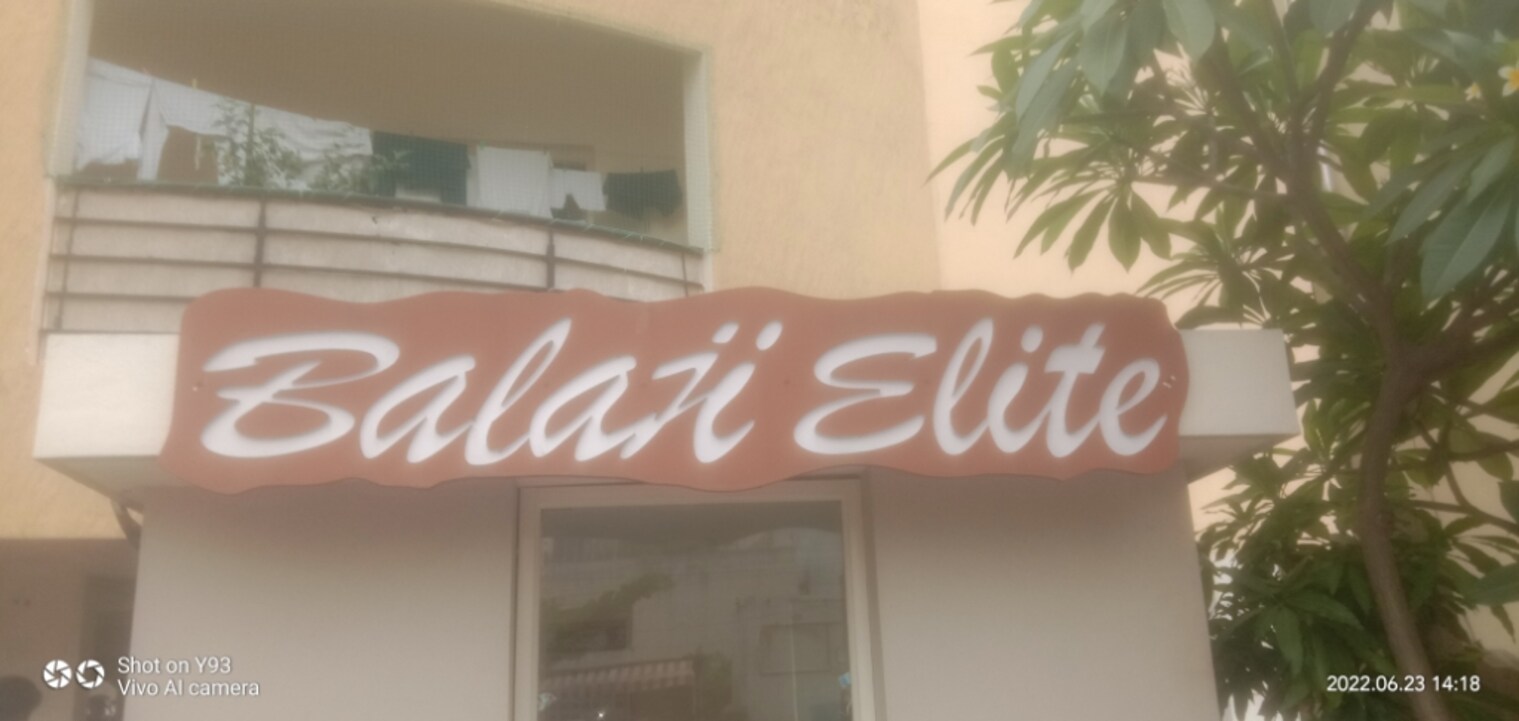 Balaji Elite
Shot on Y93
Vivo AI camera
2022.06.23 14:18